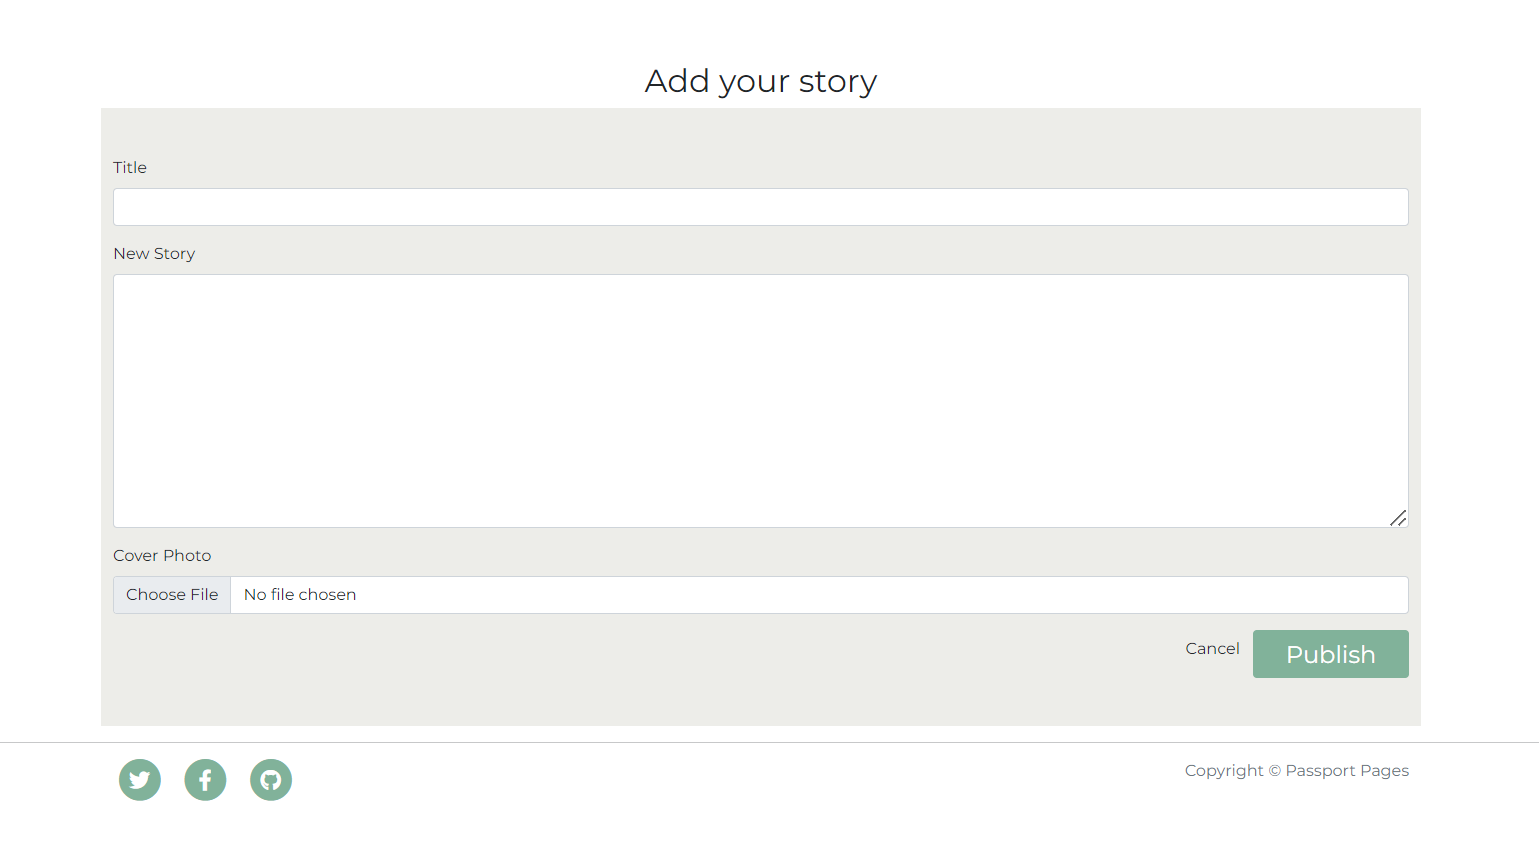 Add your story
Title
New Story
Cover Photo
Choose File No file chosen
Cancel Publish
Copyright © Passport Pages